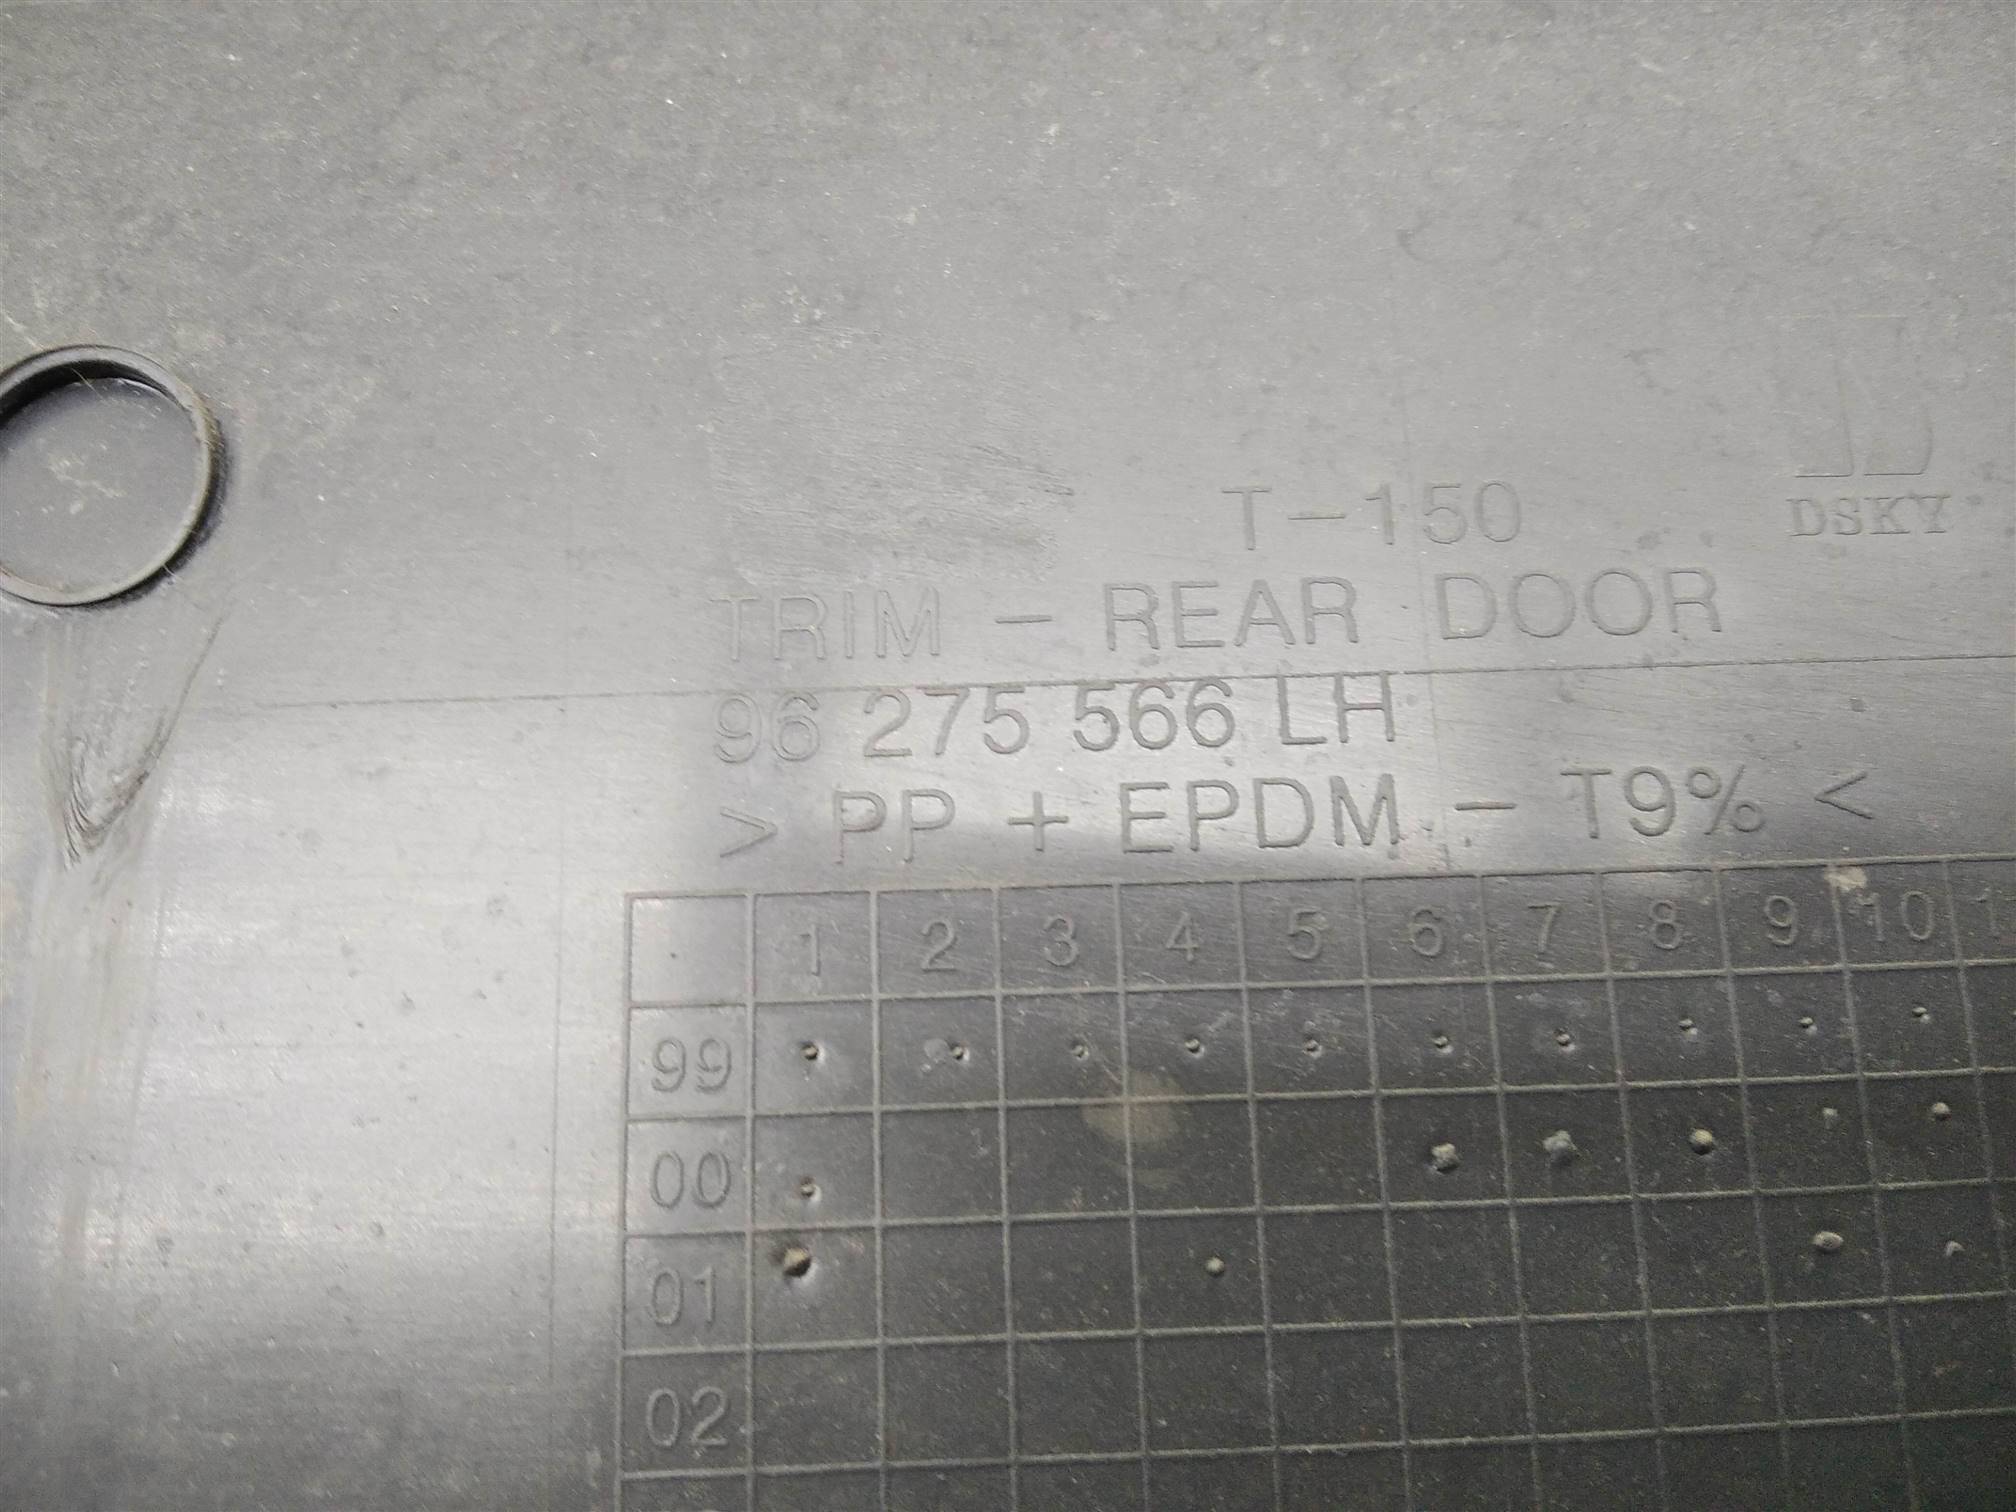 T-150
DSKY
TRIM - REAR DOOR
96 275 566 LH
> PP + EPDM - T9% <
1 2 3 4 5 6 7 8 9 10
99
00
01
02